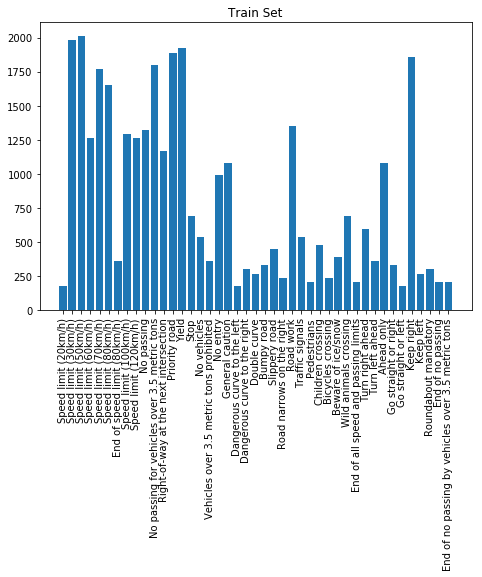 Train Set
2000
1750
1500
1250
1000
750
500
250
0
Speed limit (20km/h)
Speed limit (30km/h)
Speed limit (50km/h)
Speed limit (60km/h)
Speed limit (70km/h)
Speed limit (80km/h)
End of speed limit (80km/h)
Speed limit (100km/h)
Speed limit (120km/h)
No passing
No passing for vehicles over 3.5 metric tons
Right-of-way at the next intersection
Priority road
Yield
Stop
No vehicles
Vehicles over 3.5 metric tons prohibited
No entry
General caution
Dangerous curve to the left
Dangerous curve to the right
Double curve
Bumpy road
Slippery road
Road narrows on the right
Road work
Traffic signals
Pedestrians
Children crossing
Bicycles crossing
Beware of ice/snow
Wild animals crossing
End of all speed and passing limits
Turn right ahead
Turn left ahead
Ahead only
Go straight or right
Go straight or left
Keep right
Keep left
Roundabout mandatory
End of no passing
End of no passing by vehicles over 3.5 metric tons